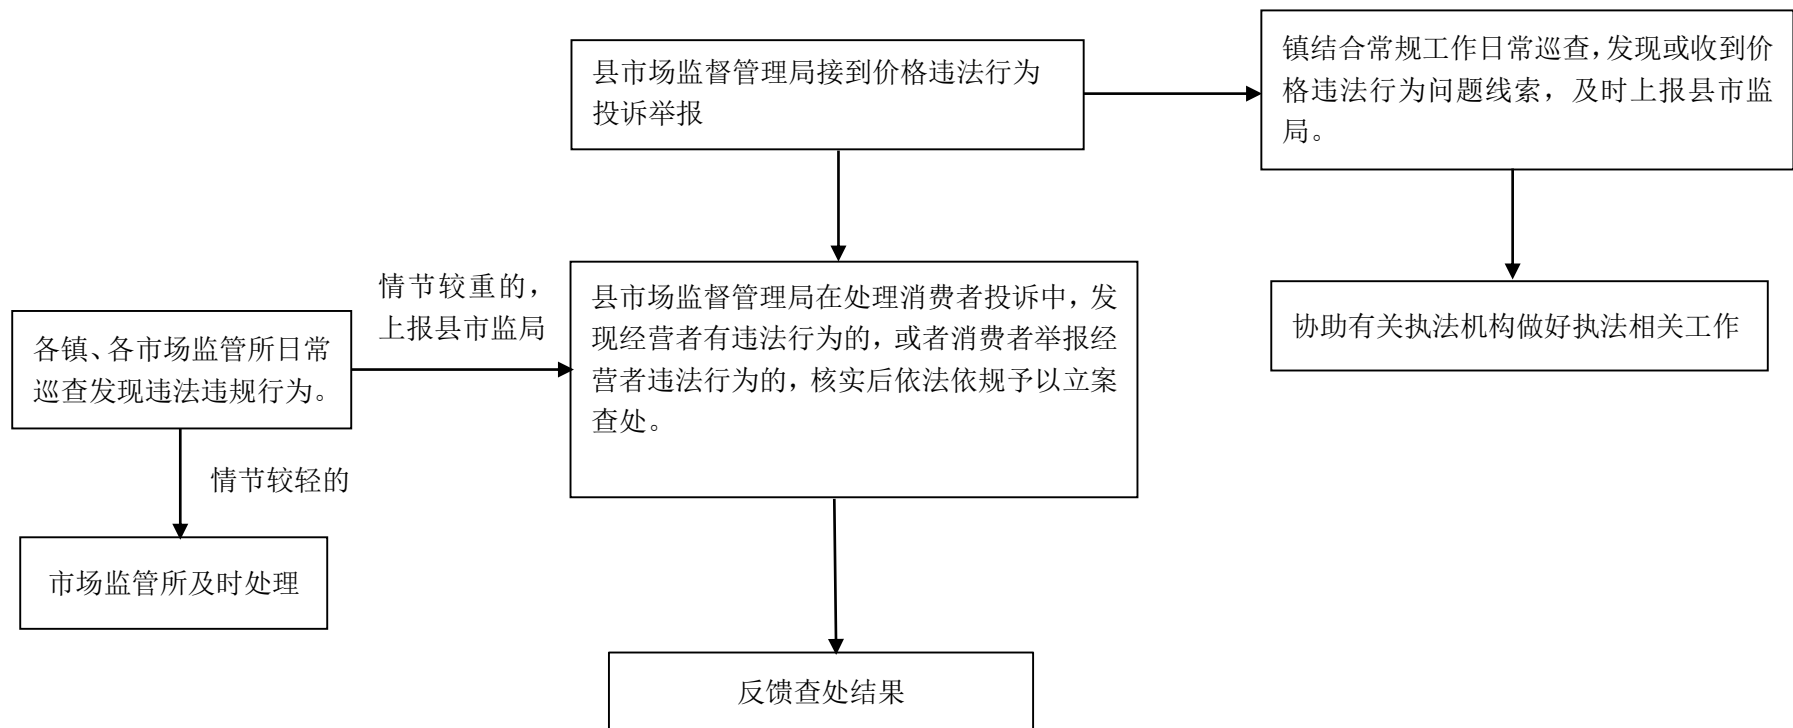 县市场监督管理局接到价格违法行为
投诉举报
镇结合常规工作日常巡查，发现或收到价
格违法行为问题线索，及时上报县市监
局。
情节较重的，
上报县市监局
县市场监督管理局在处理消费者投诉中，发
现经营者有违法行为的，或者消费者举报经
营者违法行为的，核实后依法依规予以立案
查处。
协助有关执法机构做好执法相关工作
各镇、各市场监管所日常
巡查发现违法违规行为。
情节较轻的
市场监管所及时处理
反馈查处结果